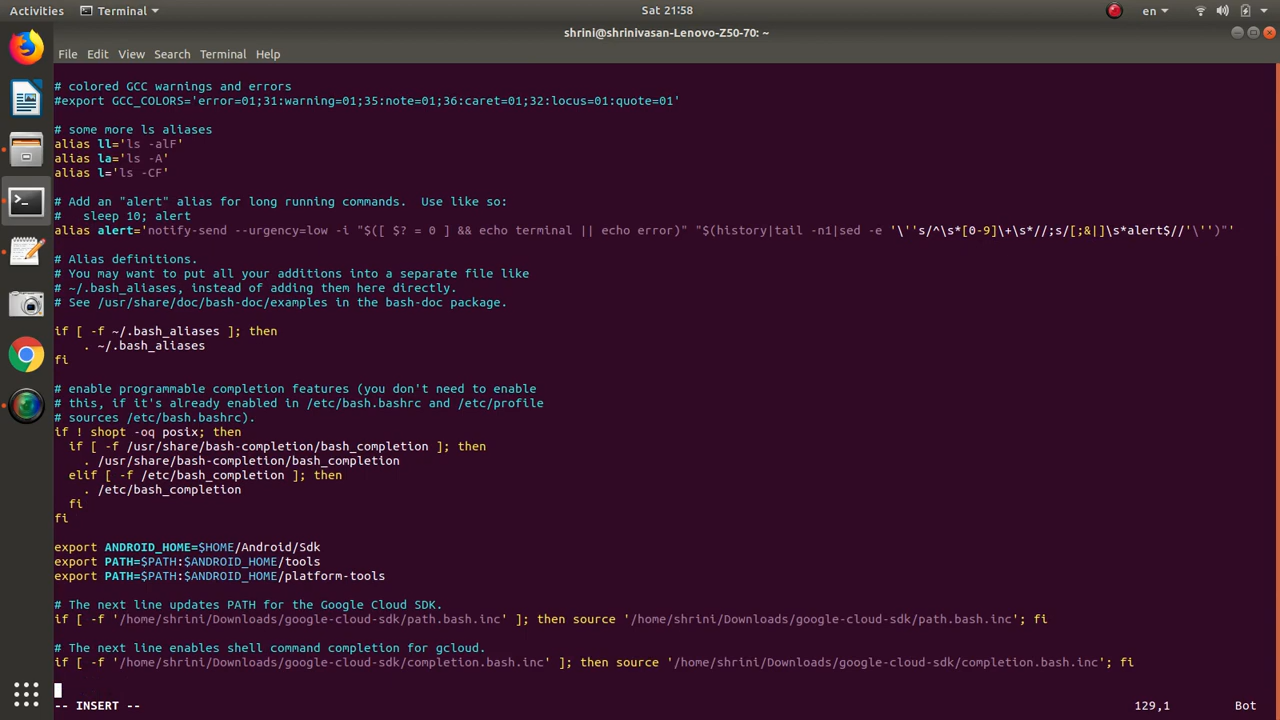 Activities
Terminal
Sat 21:58
en
shrini@shrinivasan-Lenovo-Z50-70: ~
File Edit View Search Terminal Help
# colored GCC warnings and errors
#export GCC_COLORS='error=01;31:warning=01;35:note=01;36:caret=01;32:locus=01:quote=01'
# some more ls aliases
alias ll='ls -alF'
alias la='ls -A'
alias l='ls -CF'
# Add an "alert" alias for long running commands.  Use like so:
#   sleep 10; alert
alias alert='notify-send --urgency=low -i "$([ $? = 0 ] && echo terminal || echo error)" "$(history|tail -n1|sed -e '\''s/^\s*[0-9]\+\s*//;s/[;&|]\s*alert$//'\'')"'
# Alias definitions.
# You may want to put all your additions into a separate file like
# ~/.bash_aliases, instead of adding them here directly.
# See /usr/share/doc/bash-doc/examples in the bash-doc package.
if [ -f ~/.bash_aliases ]; then
    . ~/.bash_aliases
fi
# enable programmable completion features (you don't need to enable
# this, if it's already enabled in /etc/bash.bashrc and /etc/profile
# sources /etc/bash.bashrc).
if ! shopt -oq posix; then
  if [ -f /usr/share/bash-completion/bash_completion ]; then
    . /usr/share/bash-completion/bash_completion
  elif [ -f /etc/bash_completion ]; then
    . /etc/bash_completion
  fi
fi
export ANDROID_HOME=$HOME/Android/Sdk
export PATH=$PATH:$ANDROID_HOME/tools
export PATH=$PATH:$ANDROID_HOME/platform-tools
# The next line updates PATH for the Google Cloud SDK.
if [ -f '/home/shrini/Downloads/google-cloud-sdk/path.bash.inc' ]; then source '/home/shrini/Downloads/google-cloud-sdk/path.bash.inc'; fi
# The next line enables shell command completion for gcloud.
if [ -f '/home/shrini/Downloads/google-cloud-sdk/completion.bash.inc' ]; then source '/home/shrini/Downloads/google-cloud-sdk/completion.bash.inc'; fi
-- INSERT --
129,1
Bot